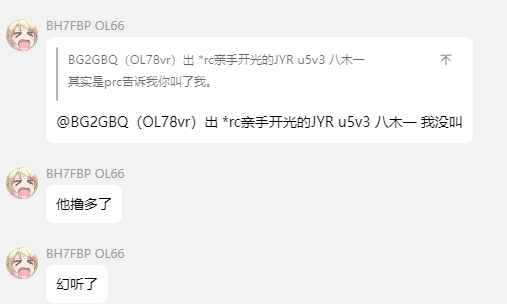 BH7FBP OL66
BG2GBQ（OL78vr）出 *rc亲手开光的JYR u5v3 八木一 不
其实是prc告诉我你叫了我。
@BG2GBQ（OL78vr）出 *rc亲手开光的JYR u5v3 八木一 我没叫
BH7FBP OL66
他撸多了
BH7FBP OL66
幻听了